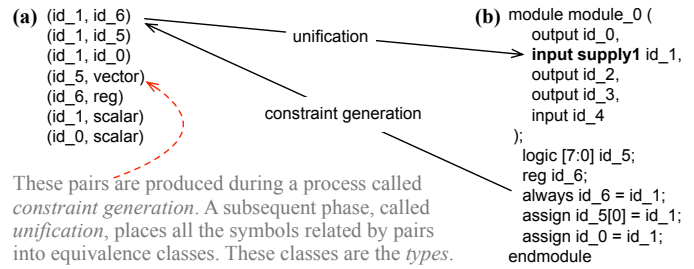 (a)
(id_1, id_6)
(id_1, id_5)
(id_1, id_0)
(id_5, vector)
(id_6, reg)
(id_1, scalar)
(id_0, scalar)
unification
constraint generation
These pairs are produced during a process called
constraint generation. A subsequent phase, called
unification, places all the symbols related by pairs
into equivalence classes. These classes are the types.
(b) module module_0 (
output id_0,
input supply1 id_1,
output id_2,
output id_3,
input id_4
);
logic [7:0] id_5;
reg id_6;
always id_6 = id_1;
assign id_5[0] = id_1;
assign id_0 = id_1;
endmodule